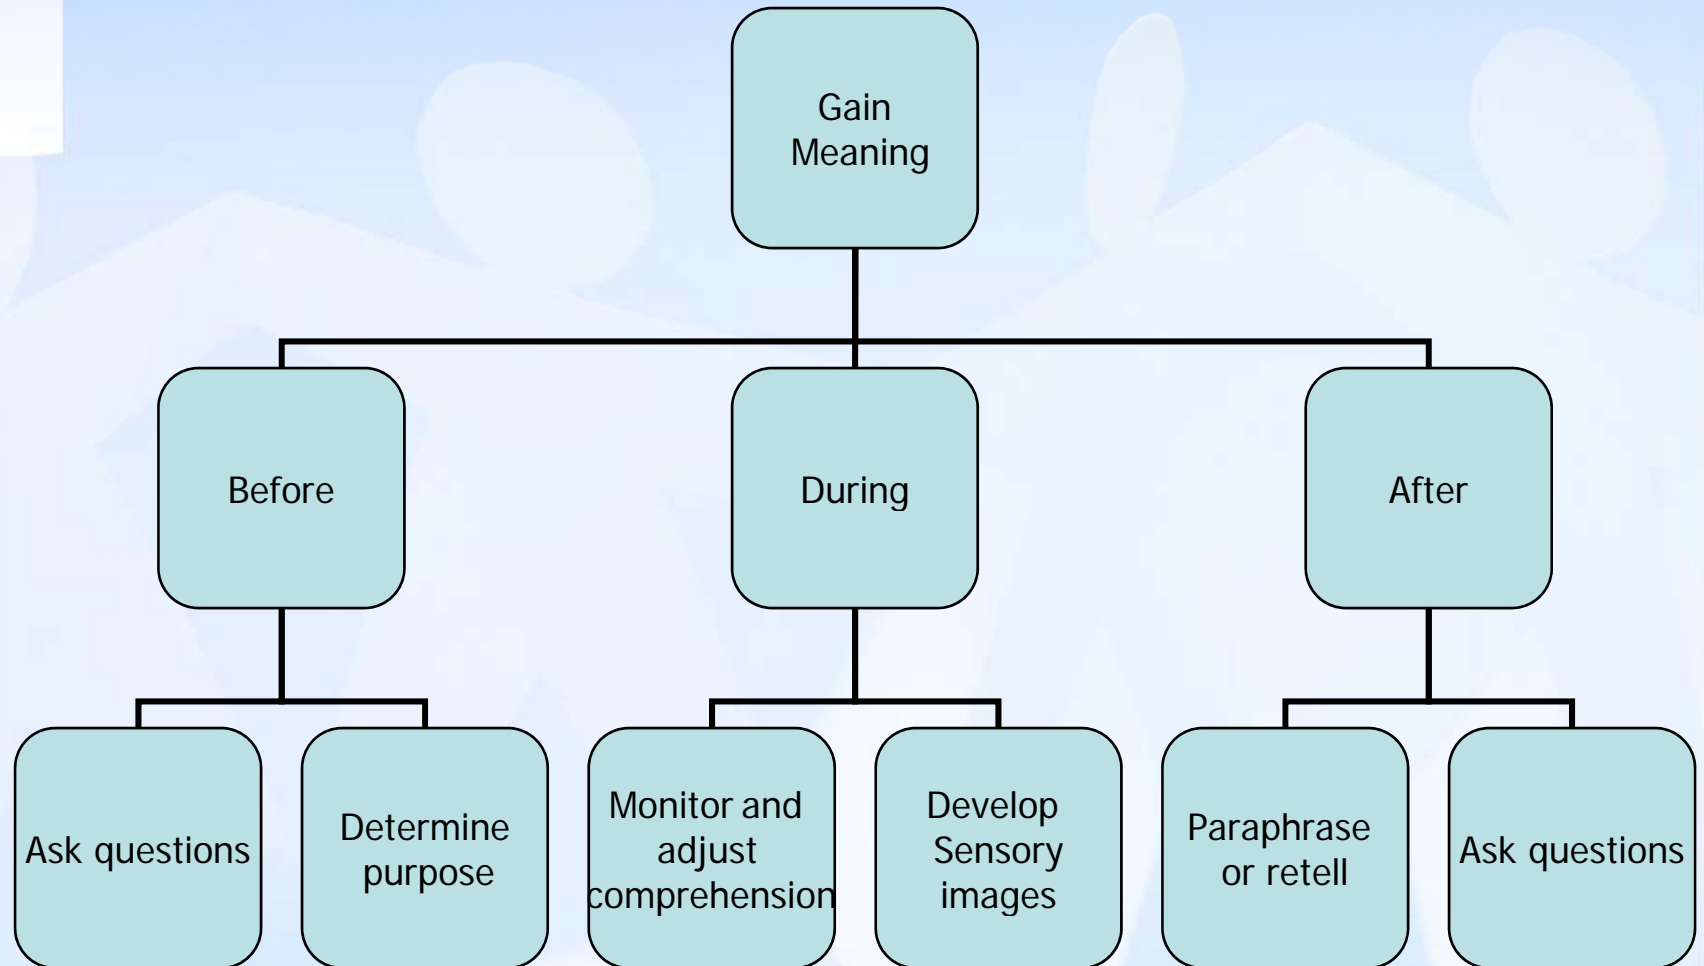 Gain
Meaning
Before
During
After
Ask questions
Determine
purpose
Monitor and
adjust
comprehension
Develop
Sensory
images
Paraphrase
or retell
Ask questions